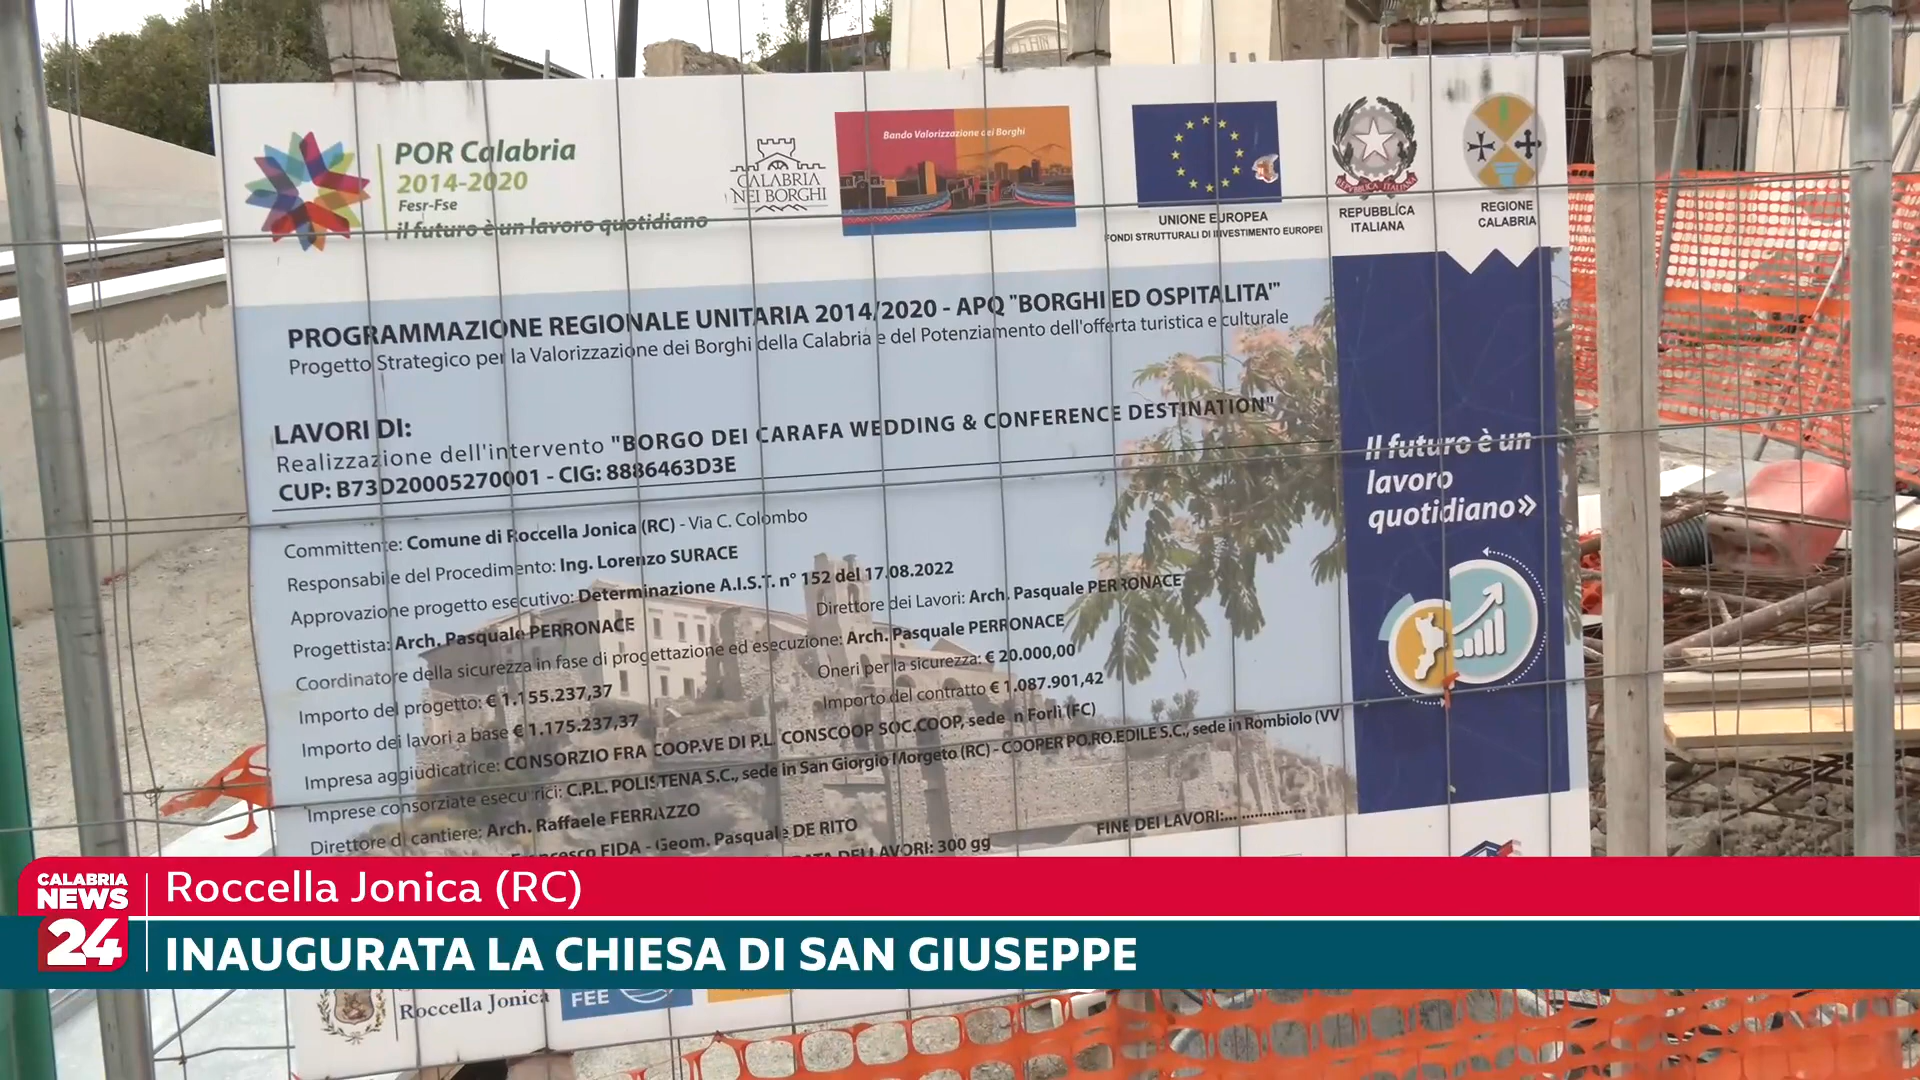 POR Calabria
2014-2020
Fesr-Fse
il futuro è un lavoro quotidiano
CALABRIA
NEI BORGHI
Bando Valorizzazione dei Borghi
UNIONE EUROPEA
FONDI STRUTTURALI DI INVESTIMENTO EUROPEI
REPUBBLICA ITALIANA
REPUBBLICA
ITALIANA
REGIONE
CALABRIA
PROGRAMMAZIONE REGIONALE UNITARIA 2014/2020 - APQ "BORGHI ED OSPITALITA'"
Progetto Strategico per la Valorizzazione dei Borghi della Calabria e del Potenziamento dell'offerta turistica e culturale
LAVORI DI:
Realizzazione dell'intervento "BORGO DEI CARAFA WEDDING & CONFERENCE DESTINATION"
CUP: B73D20005270001 - CIG: 8886463D3E
Il futuro è un
lavoro
quotidiano»
Committente: Comune di Roccella Jonica (RC) - Via C. Colombo
Responsabile del Procedimento: Ing. Lorenzo SURACE
Approvazione progetto esecutivo: Determinazione A.I.S.T. n° 152 del 17.08.2022
Progettista: Arch. Pasquale PERRONACE
Direttore dei Lavori: Arch. Pasquale PERRONACE
Coordinatore della sicurezza in fase di progettazione ed esecuzione: Arch. Pasquale PERRONACE
Importo del progetto: € 1.155.237,37
Oneri per la sicurezza: € 20.000,00
Importo dei lavori a base € 1.175.237,37
Importo del contratto € 1.087.901,42
Impresa aggiudicatrice: CONSORZIO FRA COOP.VE DI P.L. CONSCOOP SOC.COOP, sede in Forlì (FC)
Imprese consorziate esecutrici: C.P.L. POLISTENA S.C., sede in San Giorgio Morgeto (RC) - COOPER PO.RO.EDILE S.C., sede in Rombiolo (VV
Direttore di cantiere: Arch. Raffaele FERRAZZO
FIDA - Geom. Pasquale DE RITO
LAVORI: 300 gg
FINE DEI LAVORI:... ..............
CALABRIA
NEWS
24
Roccella Jonica (RC)
INAUGURATA LA CHIESA DI SAN GIUSEPPE
Roccella Jonica
FEE